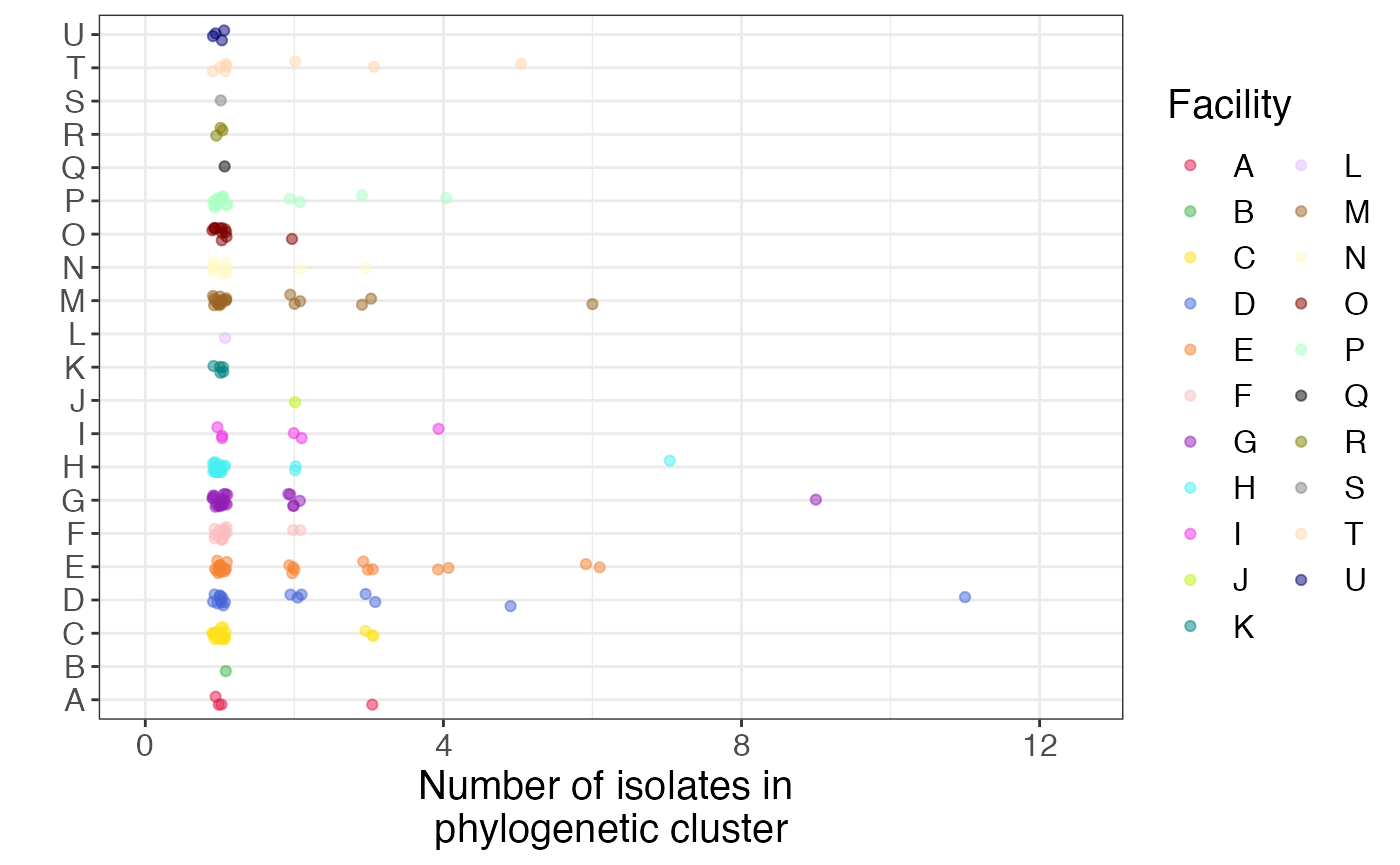 U
T
S
R
Q
P
O
N
M
L
K
J
I
H
G
F
E
D
C
B
A
0 4 8 12
Number of isolates in
phylogenetic cluster
Facility
A L
B M
C N
D O
E P
F Q
G R
H S
I T
J U
K